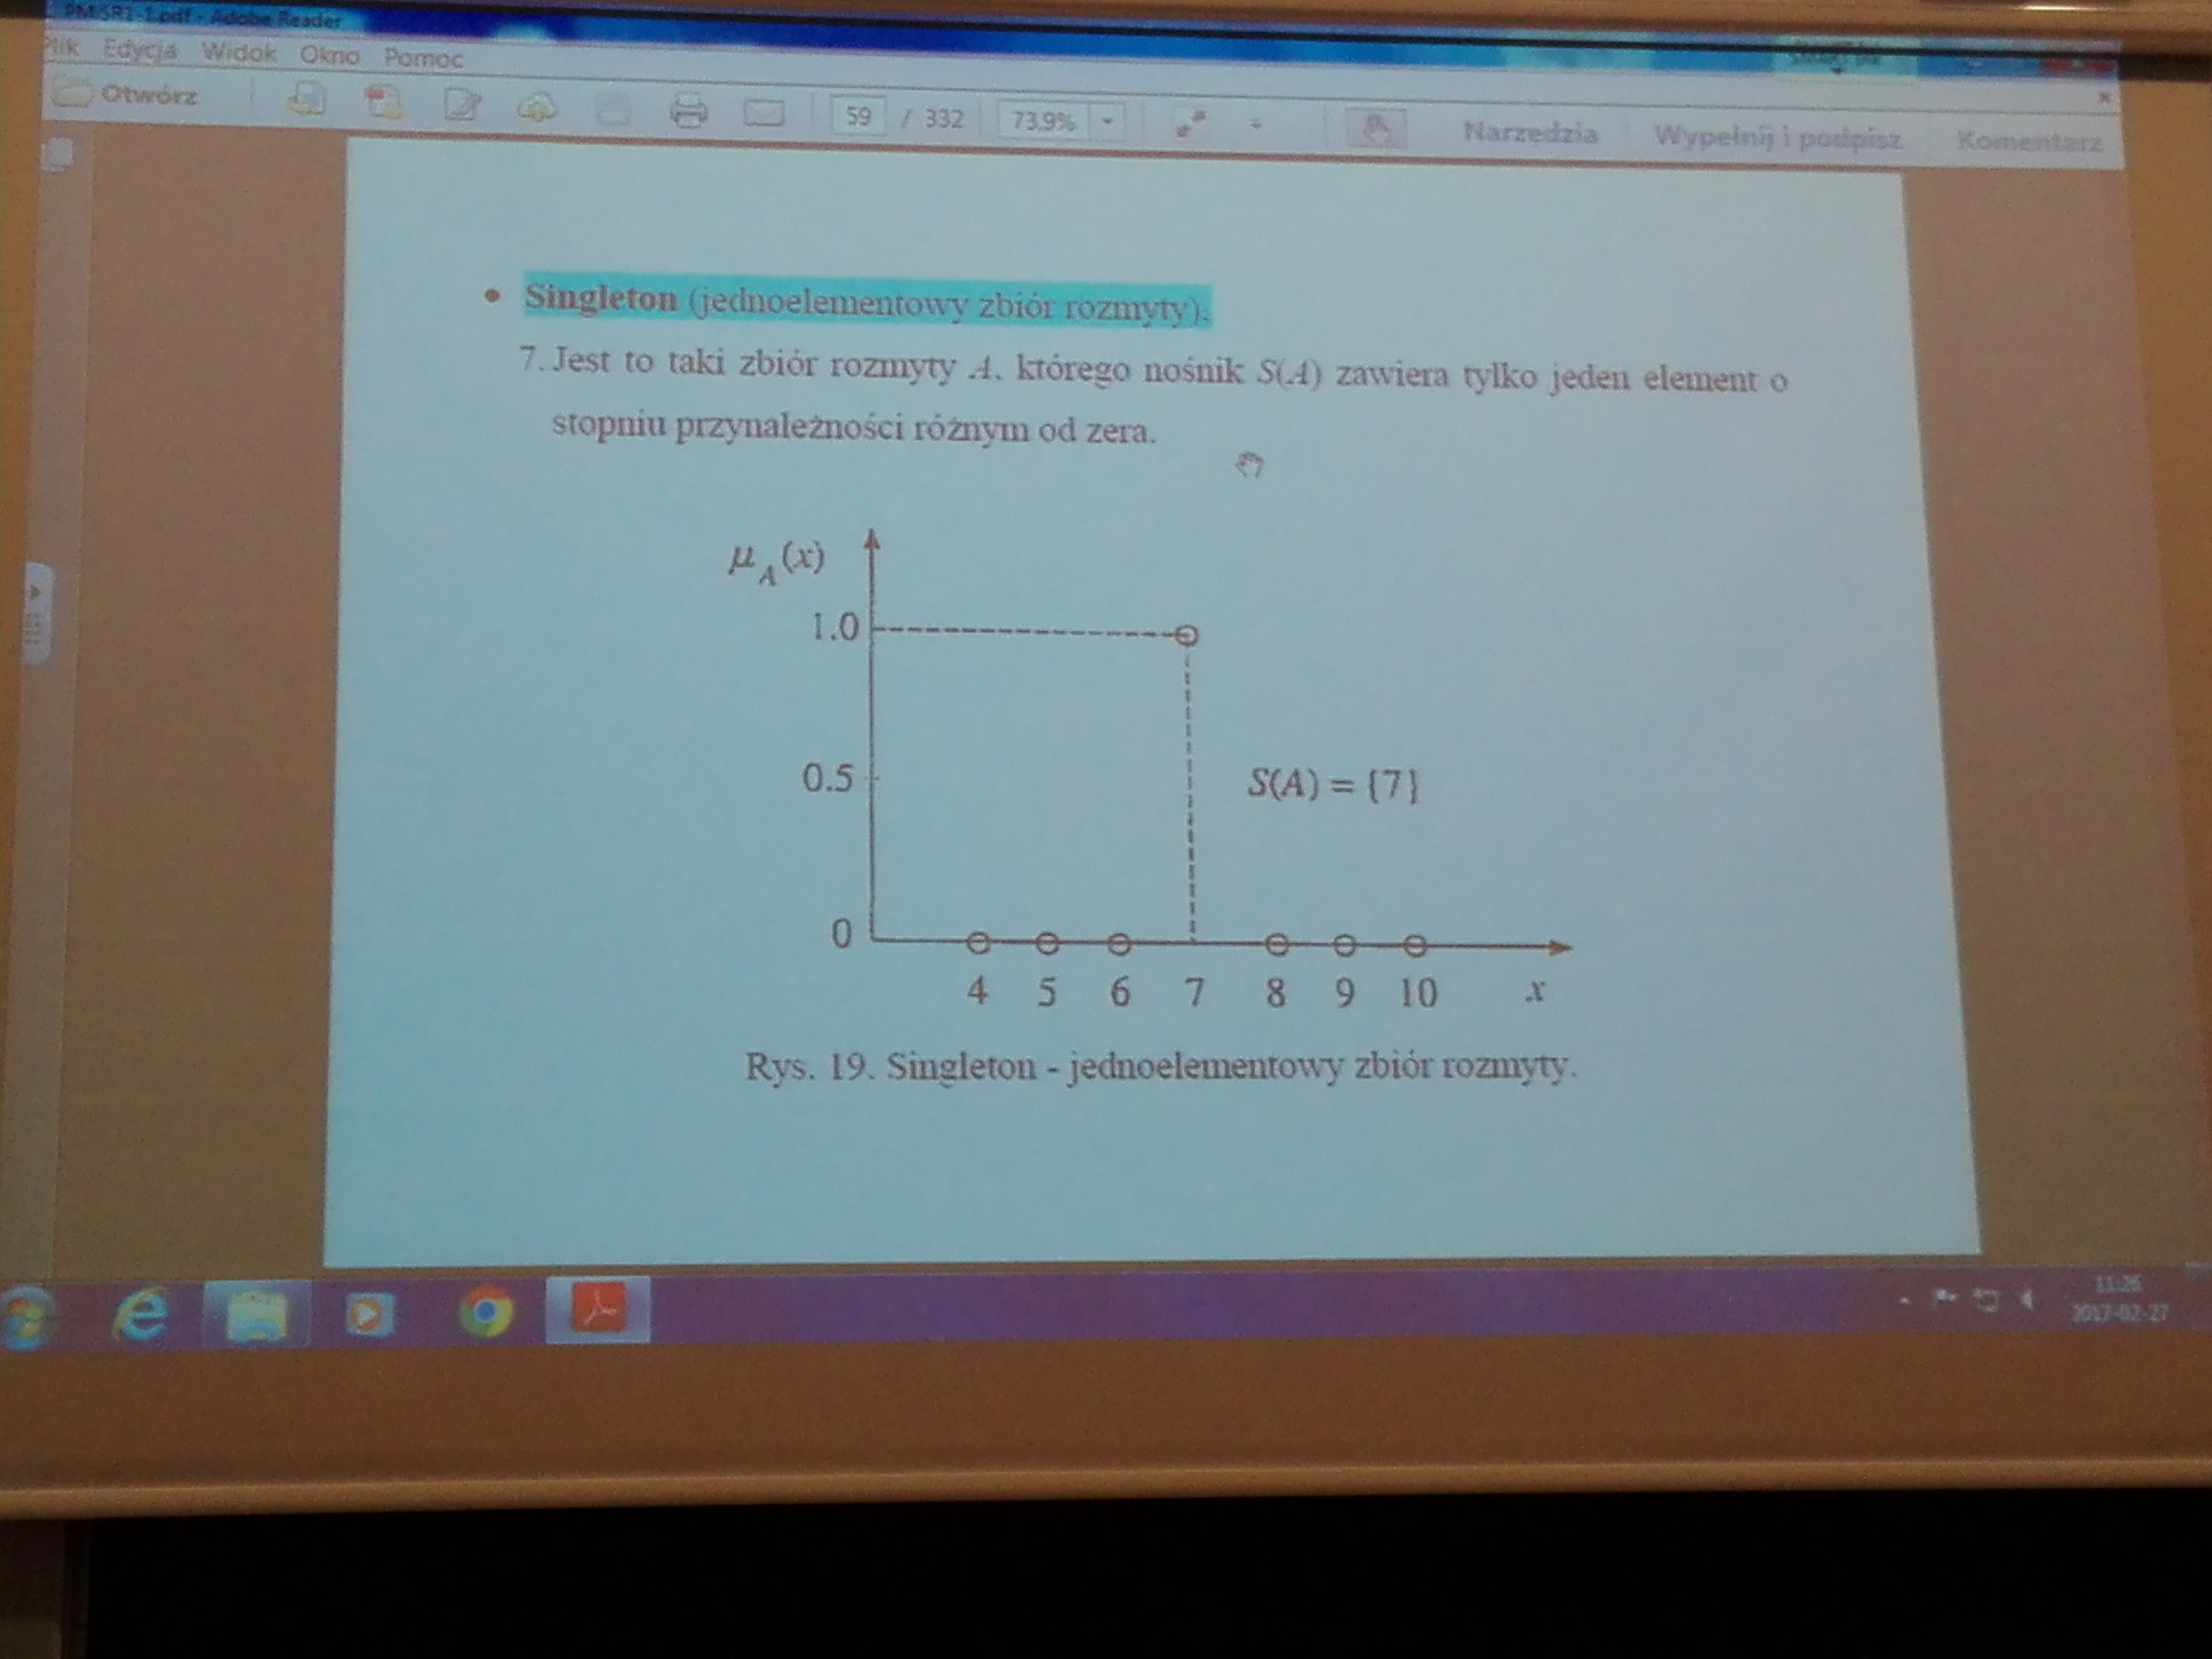 PM-SR1-1.pdf - Adobe Reader
Plik Edycja Widok Okno Pomoc
Otwórz 59 / 332 73,9% Narzędzia Wypełnij i podpisz Komentarz
• Singleton (jednoelementowy zbiór rozmyty).
7. Jest to taki zbiór rozmyty A, którego nośnik S(A) zawiera tylko jeden element o
stopniu przynależności różnym od zera.
μA(x)
1.0
0.5
S(A) = {7}
0
4 5 6 7 8 9 10 x
Rys. 19. Singleton - jednoelementowy zbiór rozmyty.
11:26
2017-02-27